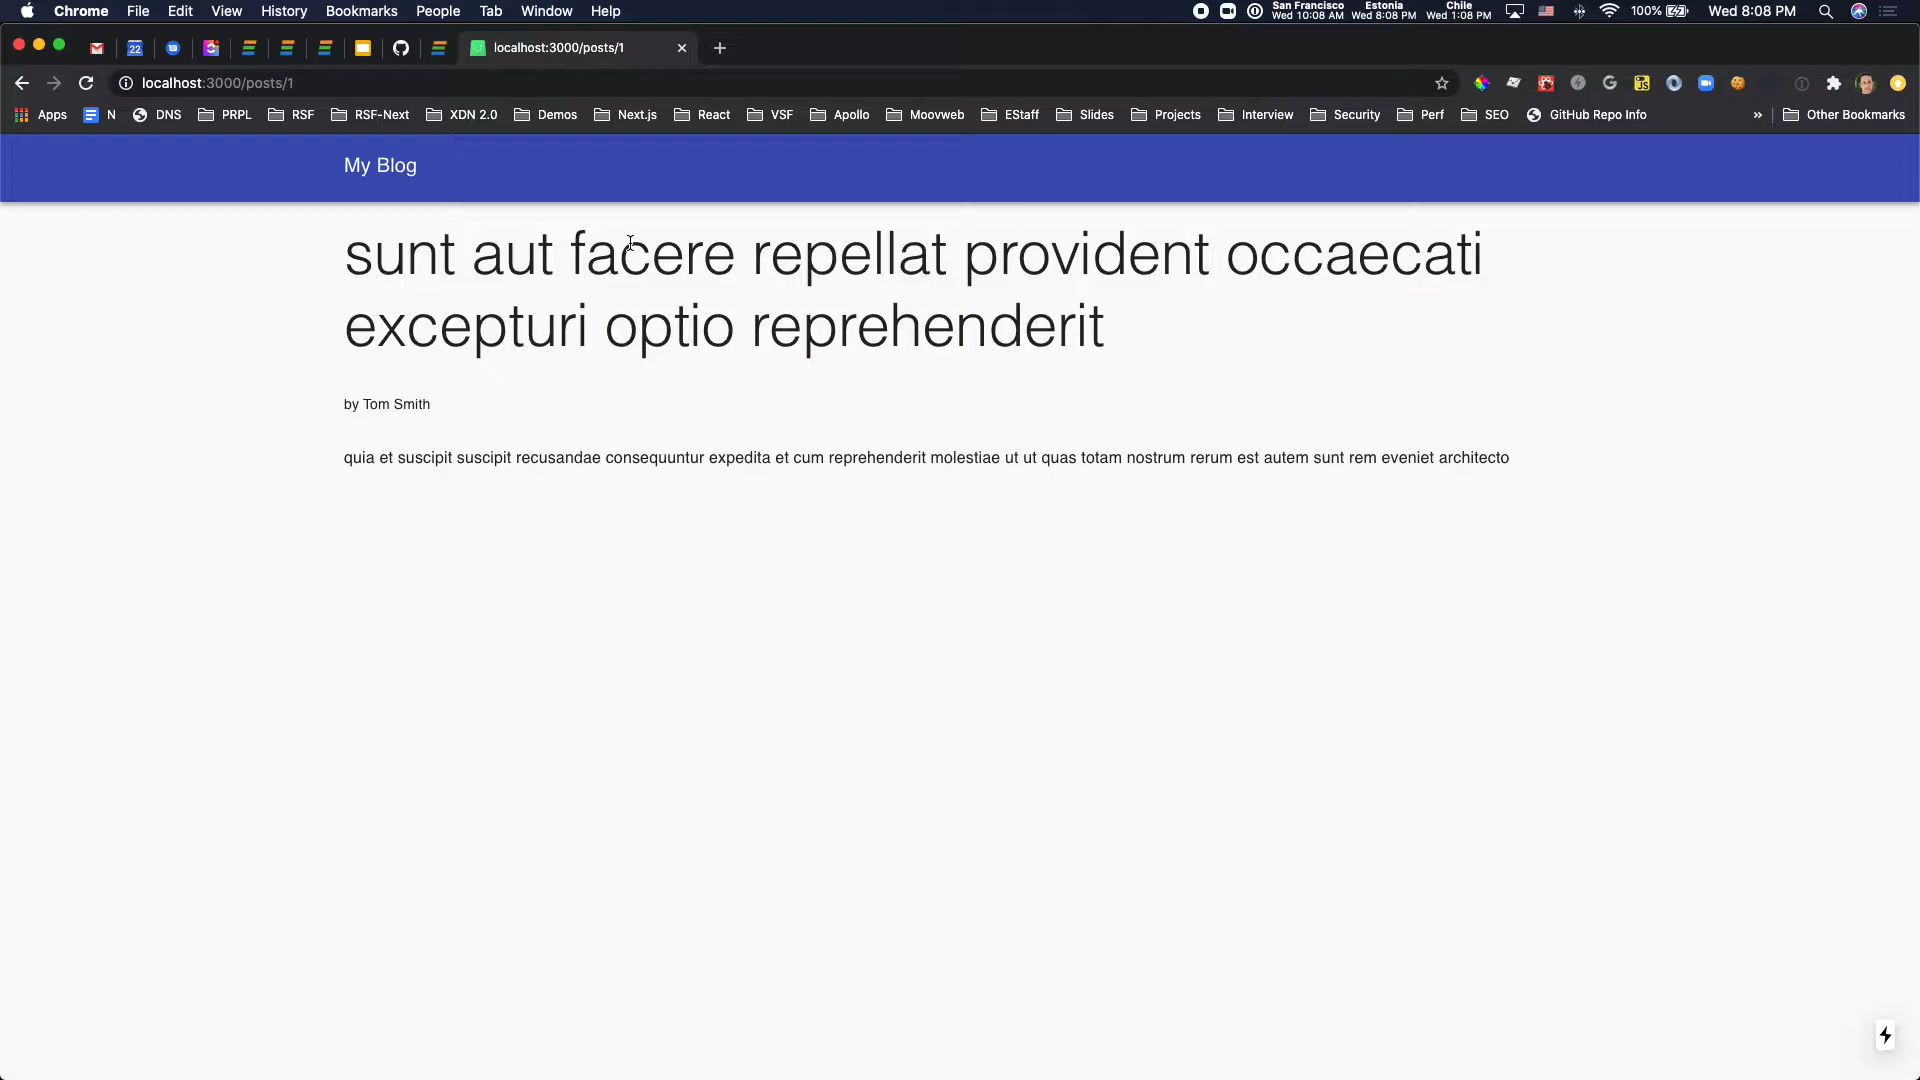 Chrome File Edit View History Bookmarks People Tab Window Help
San Francisco Estonia Chile
Wed 10:08 AM Wed 8:08 PM Wed 1:08 PM
100% Wed 8:08 PM
22 localhost:3000/posts/1
localhost:3000/posts/1
Apps N DNS PRPL RSF RSF-Next XDN 2.0 Demos Next.js React VSF Apollo Moovweb EStaff Slides Projects Interview Security Perf SEO GitHub Repo Info » Other Bookmarks
My Blog
sunt aut facere repellat provident occaecati
excepturi optio reprehenderit
by Tom Smith
quia et suscipit suscipit recusandae consequuntur expedita et cum reprehenderit molestiae ut ut quas totam nostrum rerum est autem sunt rem eveniet architecto